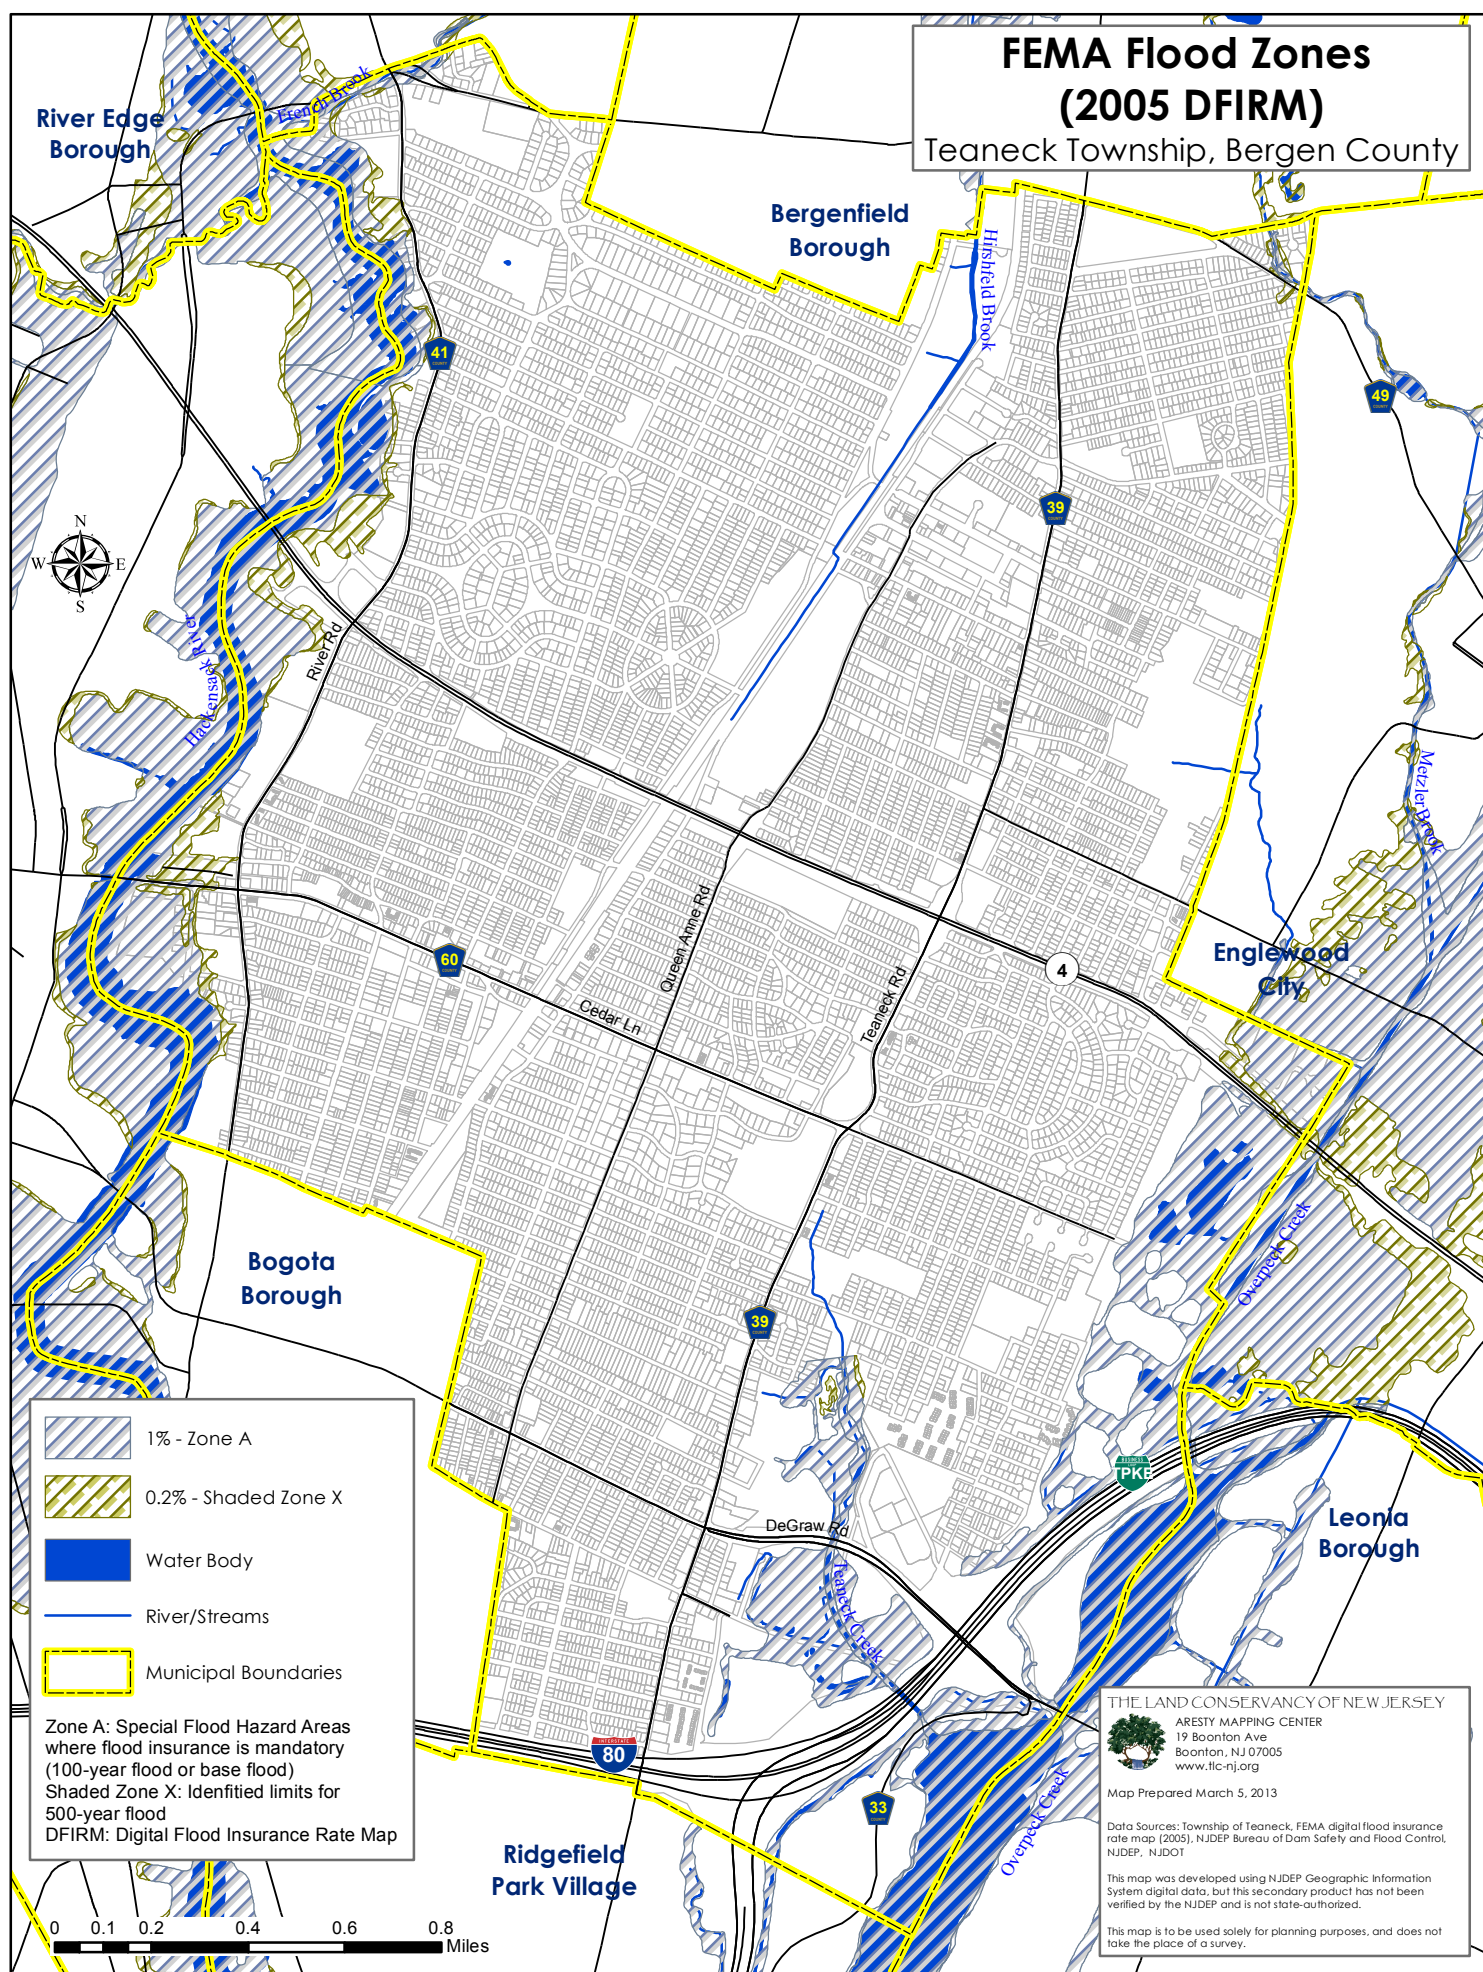 FEMA Flood Zones
(2005 DFIRM)
Teaneck Township, Bergen County
River Edge
Borough
French Brook
Bergenfield
Borough
Hirshfeld Brook
41
COUNTY
49
COUNTY
39
COUNTY
N
W E
S
Hackensack River
River Rd
Metzler Brook
Queen Anne Rd
60
COUNTY
Cedar Ln
Teaneck Rd
4
Englewood
City
Overpeck Creek
Bogota
Borough
39
COUNTY
BUSINESS
TPKE
Leonia
Borough
DeGraw Rd
Teaneck Creek
1% - Zone A
0.2% - Shaded Zone X
Water Body
River/Streams
Municipal Boundaries
Zone A: Special Flood Hazard Areas
where flood insurance is mandatory
(100-year flood or base flood)
Shaded Zone X: Idenfitied limits for
500-year flood
DFIRM: Digital Flood Insurance Rate Map
INTERSTATE
80
33
COUNTY
Overpeck Creek
Ridgefield
Park Village
0 0.1 0.2 0.4 0.6 0.8
Miles
THE LAND CONSERVANCY OF NEW JERSEY
ARESTY MAPPING CENTER
19 Boonton Ave
Boonton, NJ 07005
www.tlc-nj.org
Map Prepared March 5, 2013
Data Sources: Township of Teaneck, FEMA digital flood insurance
rate map (2005), NJDEP Bureau of Dam Safety and Flood Control,
NJDEP, NJDOT
This map was developed using NJDEP Geographic Information
System digital data, but this secondary product has not been
verified by the NJDEP and is not state-authorized.
This map is to be used solely for planning purposes, and does not
take the place of a survey.